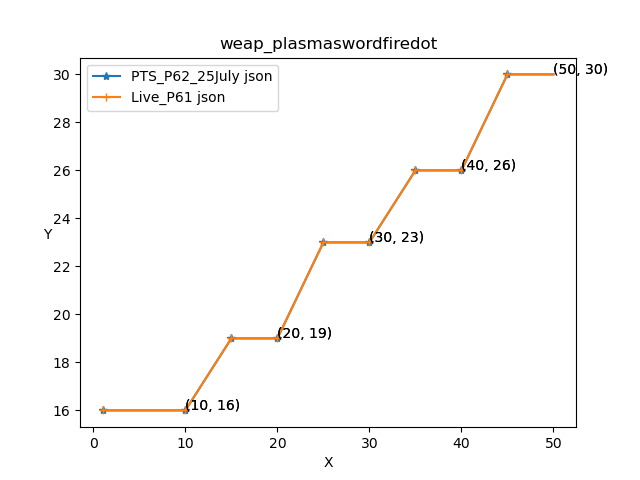 weap_plasmaswordfiredot
PTS_P62_25July json
Live_P61 json
(50, 30)
(40, 26)
(30, 23)
(20, 19)
(10, 16)
30
28
26
24
22
20
18
16
Y
0 10 20 30 40 50
X